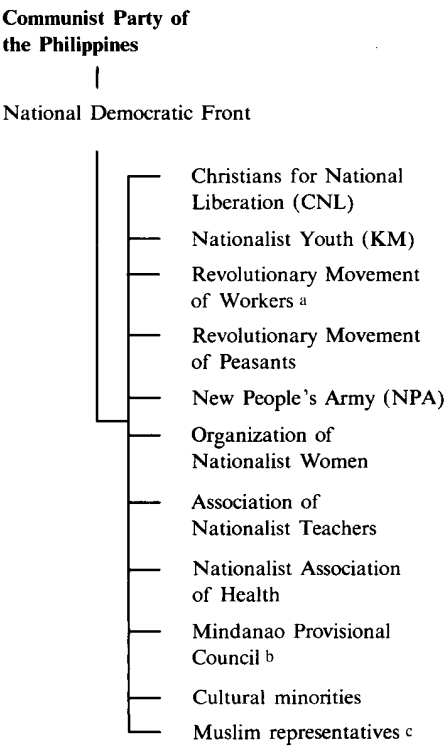 Communist Party of
the Philippines
National Democratic Front
Christians for National
Liberation (CNL)
Nationalist Youth (KM)
Revolutionary Movement
of Workers a
Revolutionary Movement
of Peasants
New People's Army (NPA)
Organization of
Nationalist Women
Association of
Nationalist Teachers
Nationalist Association
of Health
Mindanao Provisional
Council b
Cultural minorities
Muslim representatives c